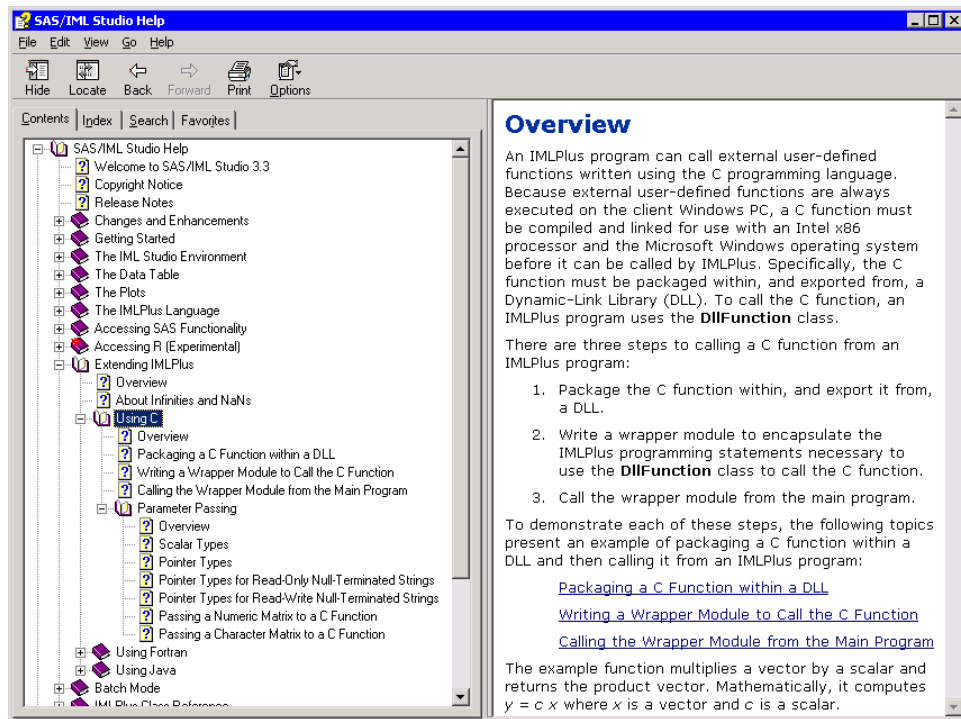 SAS/IML Studio Help
File Edit View Go Help
Hide Locate Back Forward Print Options
Contents Index Search Favorites
SAS/IML Studio Help
Welcome to SAS/IML Studio 3.3
Copyright Notice
Release Notes
Changes and Enhancements
Getting Started
The IML Studio Environment
The Data Table
The Plots
The IMLPlus Language
Accessing SAS Functionality
Accessing R (Experimental)
Extending IMLPlus
Overview
About Infinities and NaNs
Using C
Overview
Packaging a C Function within a DLL
Writing a Wrapper Module to Call the C Function
Calling the Wrapper Module from the Main Program
Parameter Passing
Overview
Scalar Types
Pointer Types
Pointer Types for Read-Only Null-Terminated Strings
Pointer Types for Read-Write Null-Terminated Strings
Passing a Numeric Matrix to a C Function
Passing a Character Matrix to a C Function
Using Fortran
Using Java
Batch Mode
IMLPlus Class Reference
Overview
An IMLPlus program can call external user-defined
functions written using the C programming language.
Because external user-defined functions are always
executed on the client Windows PC, a C function must
be compiled and linked for use with an Intel x86
processor and the Microsoft Windows operating system
before it can be called by IMLPlus. Specifically, the C
function must be packaged within, and exported from, a
Dynamic-Link Library (DLL). To call the C function, an
IMLPlus program uses the DllFunction class.
There are three steps to calling a C function from an
IMLPlus program:
1. Package the C function within, and export it from,
a DLL.
2. Write a wrapper module to encapsulate the
IMLPlus programming statements necessary to
use the DllFunction class to call the C function.
3. Call the wrapper module from the main program.
To demonstrate each of these steps, the following topics
present an example of packaging a C function within a
DLL and then calling it from an IMLPlus program:
Packaging a C Function within a DLL
Writing a Wrapper Module to Call the C Function
Calling the Wrapper Module from the Main Program
The example function multiplies a vector by a scalar and
returns the product vector. Mathematically, it computes
y = c x where x is a vector and c is a scalar.